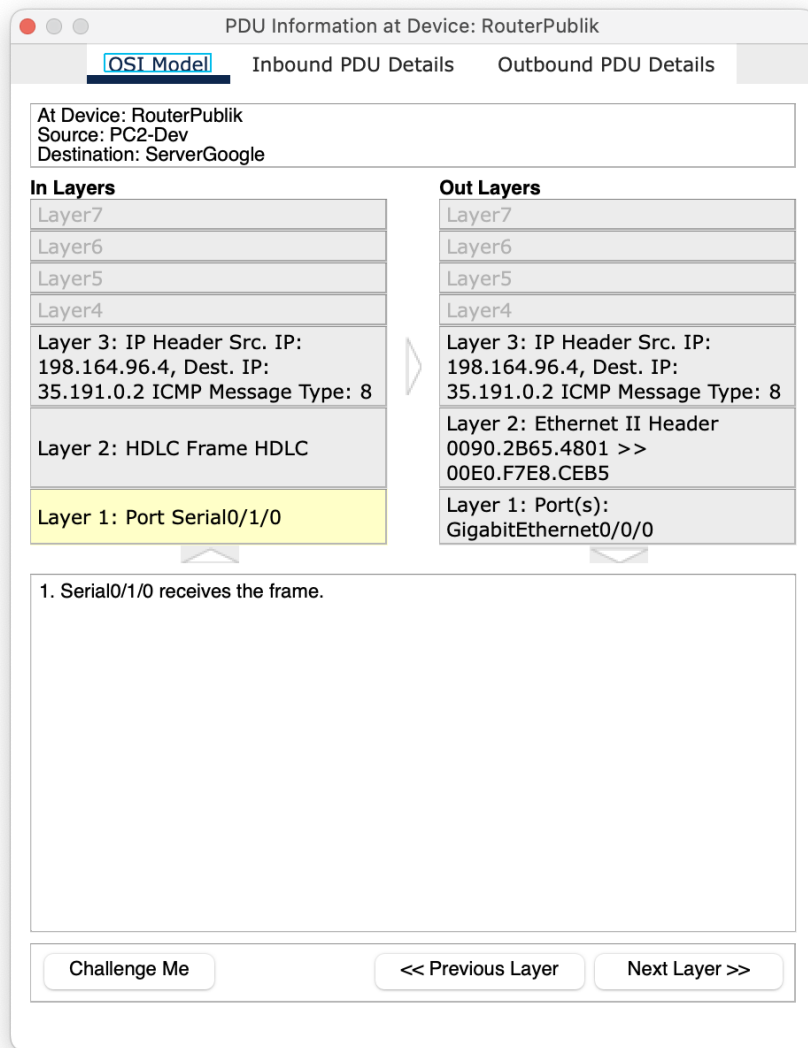 PDU Information at Device: RouterPublik
OSI Model
Inbound PDU Details
Outbound PDU Details
At Device: RouterPublik
Source: PC2-Dev
Destination: ServerGoogle
In Layers
Layer7
Layer6
Layer5
Layer4
Layer 3: IP Header Src. IP:
198.164.96.4, Dest. IP:
35.191.0.2 ICMP Message Type: 8
Layer 2: HDLC Frame HDLC
Layer 1: Port Serial0/1/0
Out Layers
Layer7
Layer6
Layer5
Layer4
Layer 3: IP Header Src. IP:
198.164.96.4, Dest. IP:
35.191.0.2 ICMP Message Type: 8
Layer 2: Ethernet II Header
0090.2B65.4801 >>
00E0.F7E8.CEB5
Layer 1: Port(s):
GigabitEthernet0/0/0
1. Serial0/1/0 receives the frame.
Challenge Me
<< Previous Layer
Next Layer >>